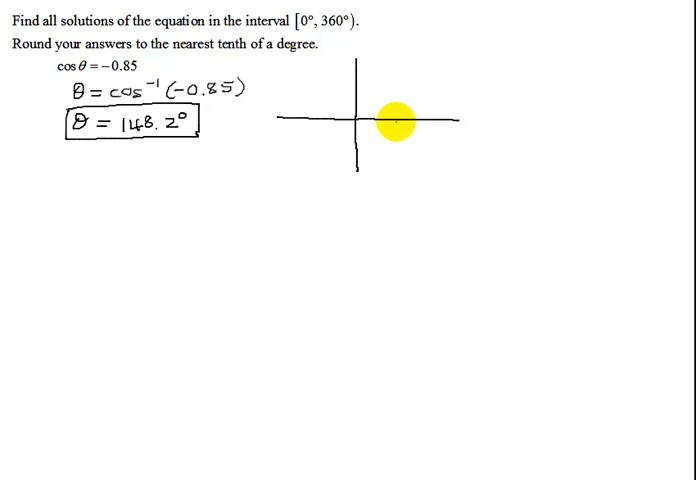 Find all solutions of the equation in the interval [0°, 360°).
Round your answers to the nearest tenth of a degree.
cos θ = −0.85
θ = cos⁻¹(−0.85)
θ = 148.2°